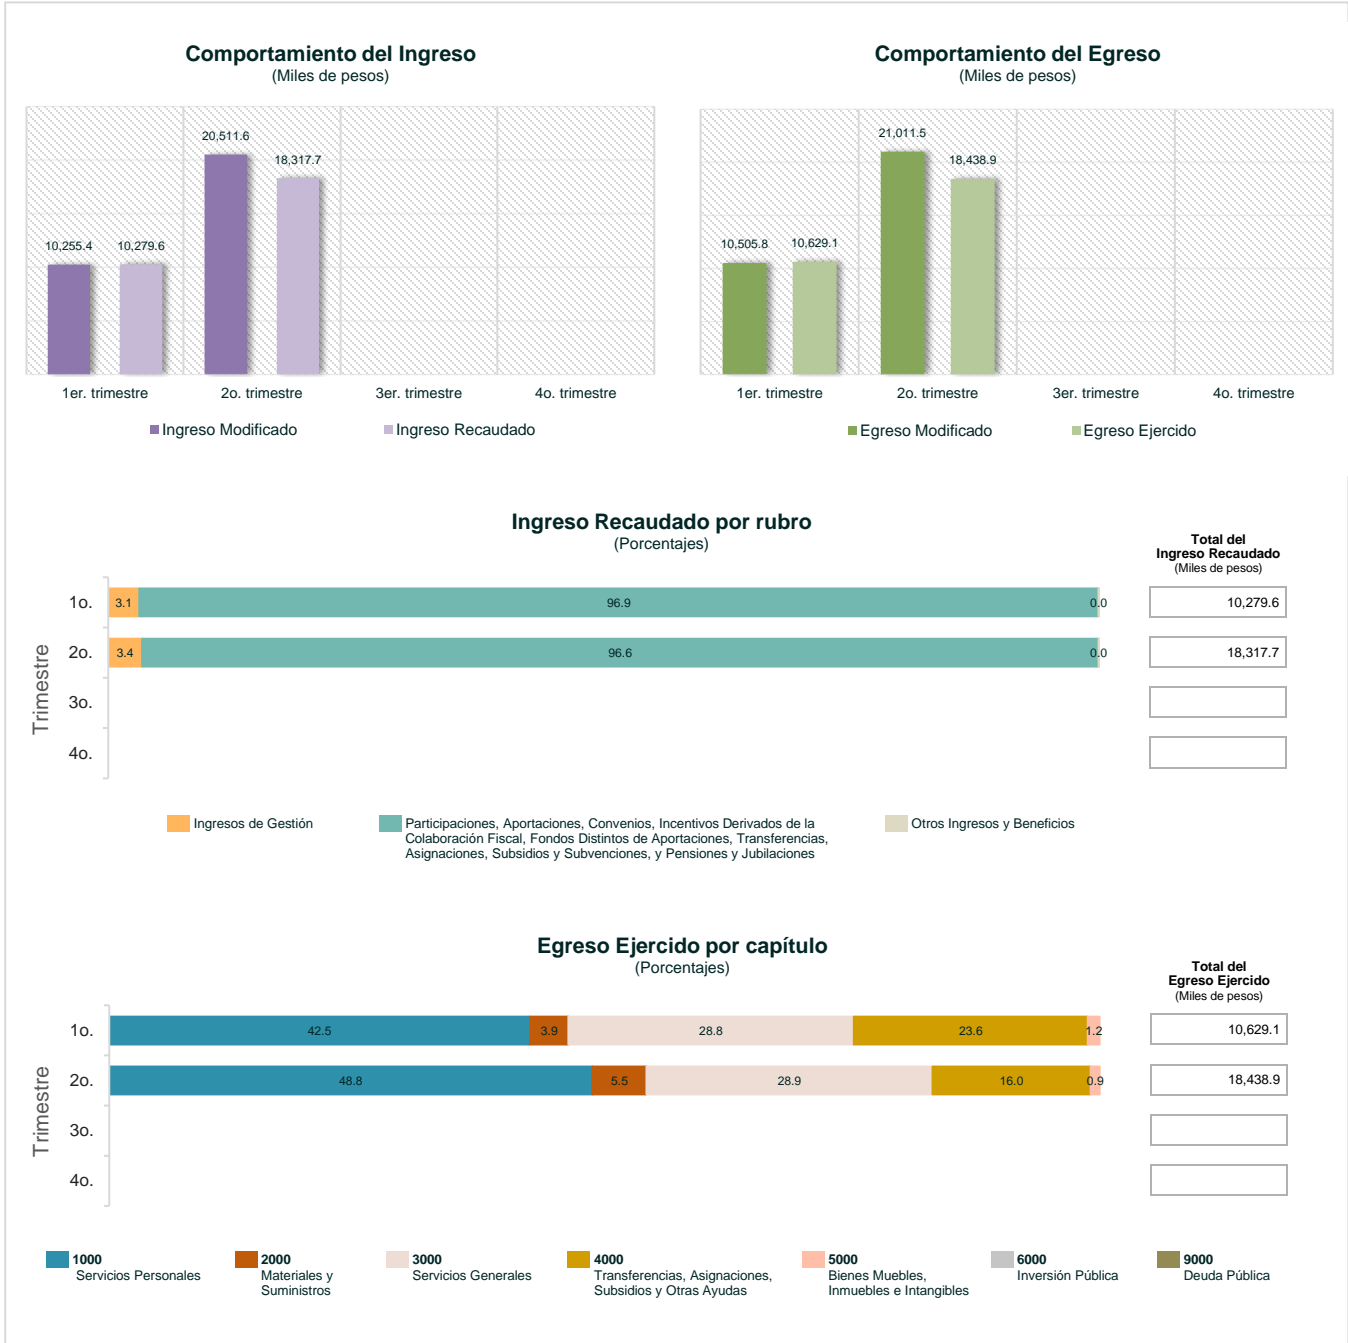 Comportamiento del Ingreso
(Miles de pesos)
20,511.6
18,317.7
10,255.4
10,279.6
1er. trimestre
2o. trimestre
3er. trimestre
4o. trimestre
Ingreso Modificado
Ingreso Recaudado
Comportamiento del Egreso
(Miles de pesos)
21,011.5
18,438.9
10,505.8
10,629.1
1er. trimestre
2o. trimestre
3er. trimestre
4o. trimestre
Egreso Modificado
Egreso Ejercido
Ingreso Recaudado por rubro
(Porcentajes)
Total del
Ingreso Recaudado
(Miles de pesos)
Trimestre
1o.
3.1
96.9
0.0
10,279.6
2o.
3.4
96.6
0.0
18,317.7
3o.
4o.
Ingresos de Gestión
Participaciones, Aportaciones, Convenios, Incentivos Derivados de la
Colaboración Fiscal, Fondos Distintos de Aportaciones, Transferencias,
Asignaciones, Subsidios y Subvenciones, y Pensiones y Jubilaciones
Otros Ingresos y Beneficios
Egreso Ejercido por capítulo
(Porcentajes)
Total del
Egreso Ejercido
(Miles de pesos)
Trimestre
1o.
42.5
3.9
28.8
23.6
1.2
10,629.1
2o.
48.8
5.5
28.9
16.0
0.9
18,438.9
3o.
4o.
1000
Servicios Personales
2000
Materiales y
Suministros
3000
Servicios Generales
4000
Transferencias, Asignaciones,
Subsidios y Otras Ayudas
5000
Bienes Muebles,
Inmuebles e Intangibles
6000
Inversión Pública
9000
Deuda Pública